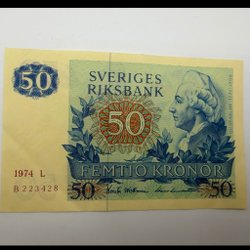 50
SVERIGES
RIKSBANK
50
1974 L
B 223428
FEMTIO KRONOR
50
50